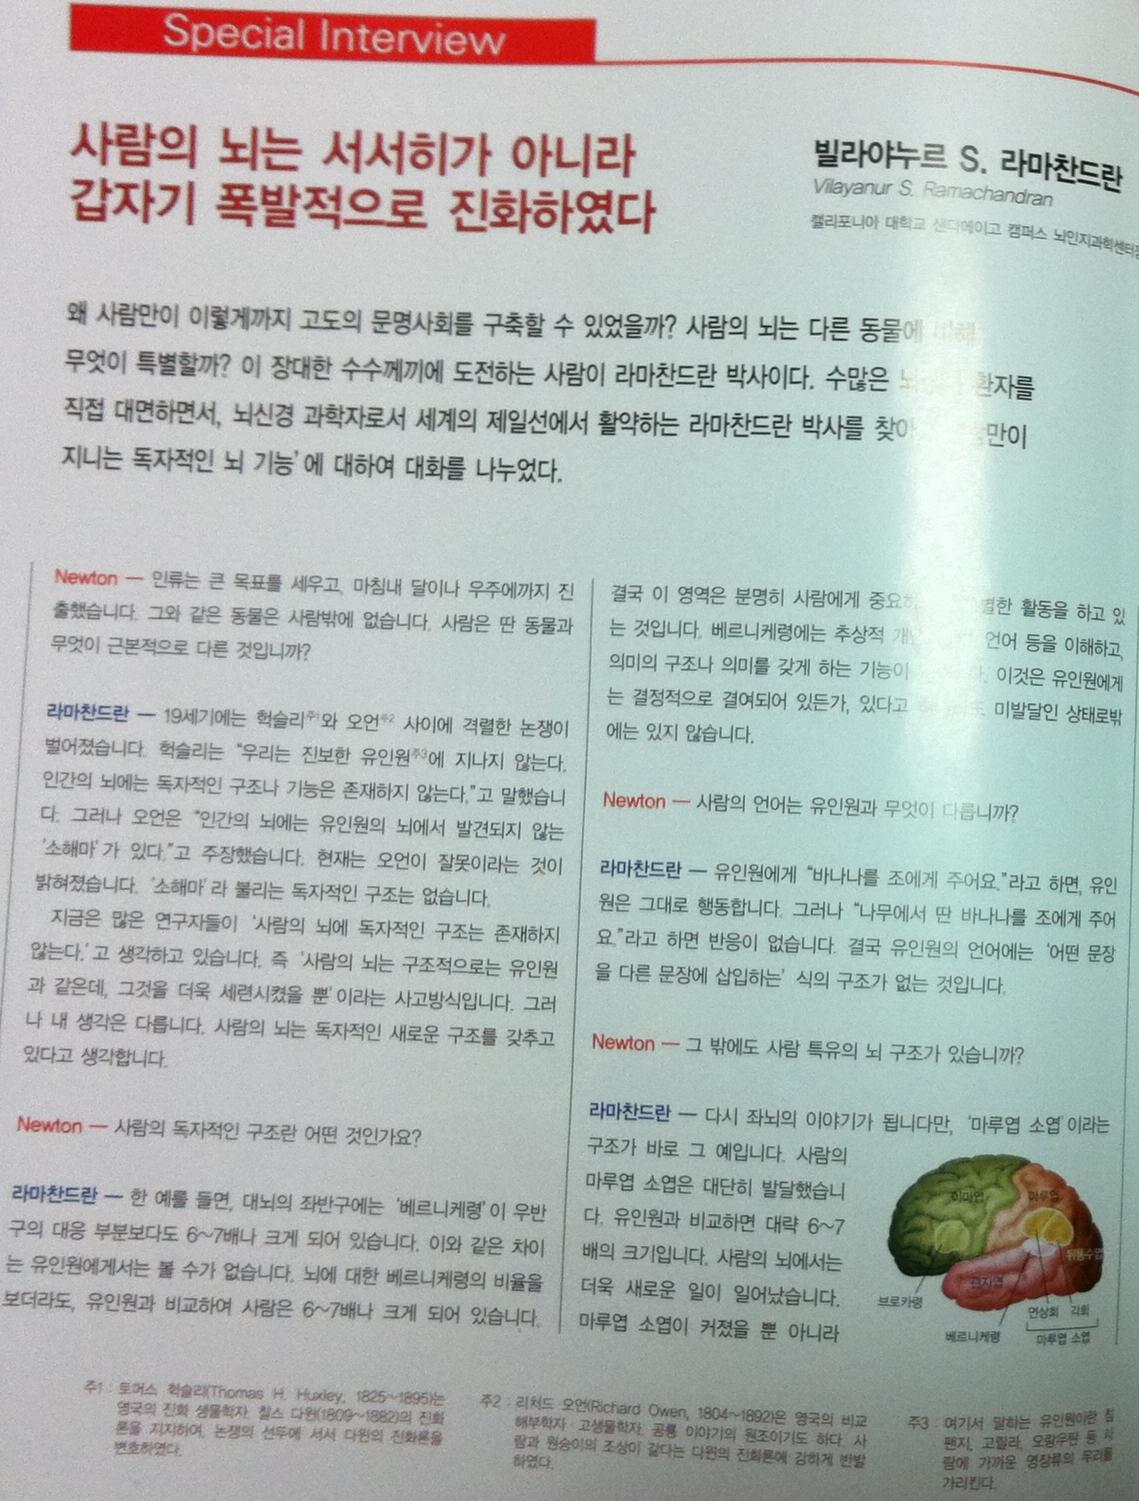 Special Interview
사람의 뇌는 서서히가 아니라
갑자기 폭발적으로 진화하였다
빌라야누르 S. 라마찬드란
Vilayanur S. Ramachandran
캘리포니아 대학교 샌디에이고 캠퍼스 뇌인지과학센터
왜 사람만이 이렇게까지 고도의 문명사회를 구축할 수 있었을까? 사람의 뇌는 다른 동물에
무엇이 특별할까? 이 장대한 수수께끼에 도전하는 사람이 라마찬드란 박사이다. 수많은 환자를
직접 대면하면서, 뇌신경 과학자로서 세계의 제일선에서 활약하는 라마찬드란 박사를 찾아 만이
지니는 독자적인 뇌 기능'에 대하여 대화를 나누었다.
Newton ― 인류는 큰 목표를 세우고, 마침내 달이나 우주에까지 진
출했습니다. 그와 같은 동물은 사람밖에 없습니다. 사람은 딴 동물과
무엇이 근본적으로 다른 것입니까?
라마찬드란 ― 19세기에는 학슬리주1와 오언주2 사이에 격렬한 논쟁이
벌어졌습니다. 학슬리는 "우리는 진보한 유인원주3에 지나지 않는다.
인간의 뇌에는 독자적인 구조나 기능은 존재하지 않는다."고 말했습니
다. 그러나 오언은 "인간의 뇌에는 유인원의 뇌에서 발견되지 않는
'소해마'가 있다."고 주장했습니다. 현재는 오언이 잘못이라는 것이
밝혀졌습니다. '소해마'라 불리는 독자적인 구조는 없습니다.
지금은 많은 연구자들이 '사람의 뇌에 독자적인 구조는 존재하지
않는다.'고 생각하고 있습니다. 즉 '사람의 뇌는 구조적으로는 유인원
과 같은데, 그것을 더욱 세련시켰을 뿐'이라는 사고방식입니다. 그러
나 내 생각은 다릅니다. 사람의 뇌는 독자적인 새로운 구조를 갖추고
있다고 생각합니다.
Newton ― 사람의 독자적인 구조란 어떤 것인가요?
라마찬드란 ― 한 예를 들면, 대뇌의 좌반구에는 '베르니케령'이 우반
구의 대응 부분보다도 6~7배나 크게 되어 있습니다. 이와 같은 차이
는 유인원에게서는 볼 수가 없습니다. 뇌에 대한 베르니케령의 비율을
보더라도, 유인원과 비교하여 사람은 6~7배나 크게 되어 있습니다.
결국 이 영역은 분명히 사람에게 중요 별한 활동을 하고 있
는 것입니다. 베르니케령에는 추상적 언어 등을 이해하고,
의미의 구조나 의미를 갖게 하는 기능이 이것은 유인원에게
는 결정적으로 결여되어 있든가, 있다고 미발달인 상태로밖
에는 있지 않습니다.
Newton ― 사람의 언어는 유인원과 무엇이 다릅니까?
라마찬드란 ― 유인원에게 "바나나를 조에게 주어요."라고 하면, 유인
원은 그대로 행동합니다. 그러나 "나무에서 딴 바나나를 조에게 주어
요."라고 하면 반응이 없습니다. 결국 유인원의 언어에는 '어떤 문장
을 다른 문장에 삽입하는' 식의 구조가 없는 것입니다.
Newton ― 그 밖에도 사람 특유의 뇌 구조가 있습니까?
라마찬드란 ― 다시 좌뇌의 이야기가 됩니다만, '마루엽 소엽'이라는
구조가 바로 그 예입니다. 사람의
마루엽 소엽은 대단히 발달했습니
다. 유인원과 비교하면 대략 6~7
배의 크기입니다. 사람의 뇌에서는
더욱 새로운 일이 일어났습니다.
마루엽 소엽이 커졌을 뿐 아니라
이마엽
마루엽
관자엽
뒤통수엽
브로카령
베르니케령
연상회
각회
마루엽 소엽
주1 : 토머스 학슬리(Thomas H. Huxley, 1825~1895)는
영국의 진화 생물학자. 찰스 다윈(1809~1882)의 진화
론을 지지하여, 논쟁의 선두에 서서 다윈의 진화론을
변호하였다.
주2 : 리처드 오언(Richard Owen, 1804~1892)은 영국의 비교
해부학자·고생물학자. 공룡 이야기의 원조이기도 하다. 사
람과 원숭이의 조상이 같다는 다윈의 진화론에 강하게 반발
하였다.
주3 : 여기서 말하는 유인원이란 침
팬지, 고릴라, 오랑우탄 등 사
람에 가까운 영장류의 무리를
가리킨다.